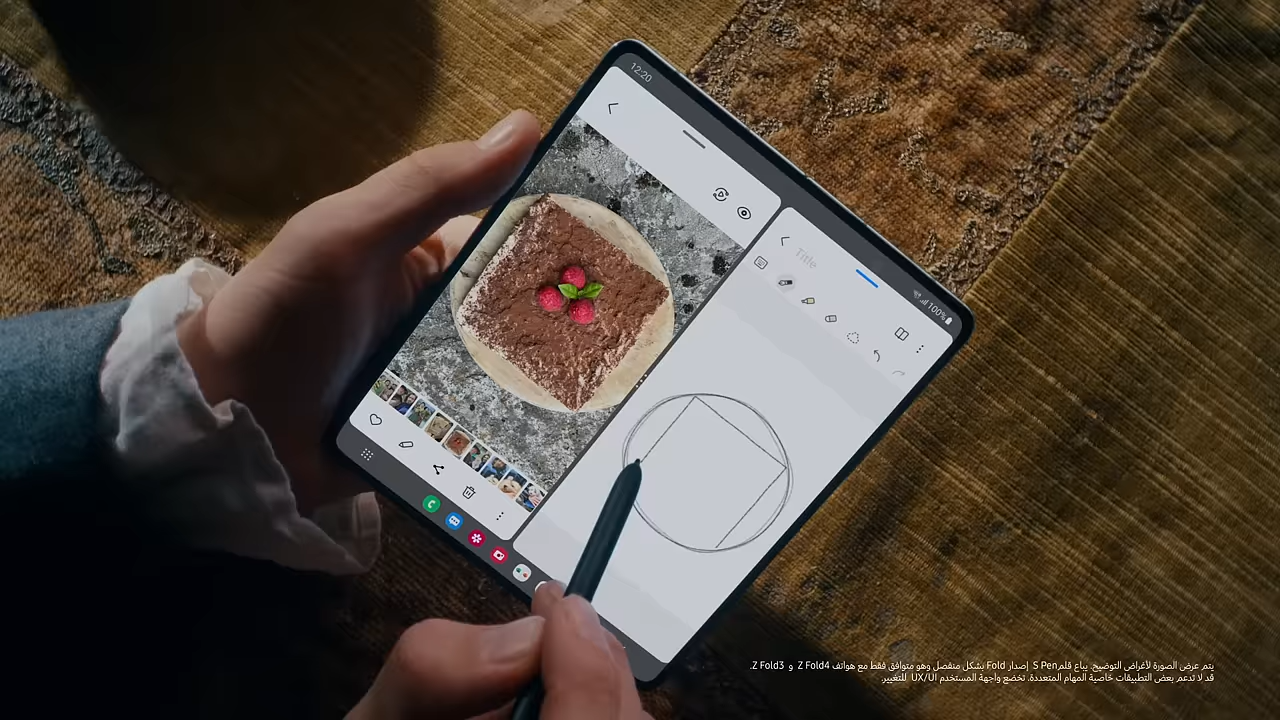 12:20
100%
Title
يتم عرض الصورة لأغراض التوضيح. يباع قلم S Pen إصدار Fold بشكل منفصل وهو متوافق فقط مع هواتف Z Fold4 و Z Fold3.
قد لا تدعم بعض التطبيقات خاصية المهام المتعددة. تخضع واجهة المستخدم UX/UI للتغيير.